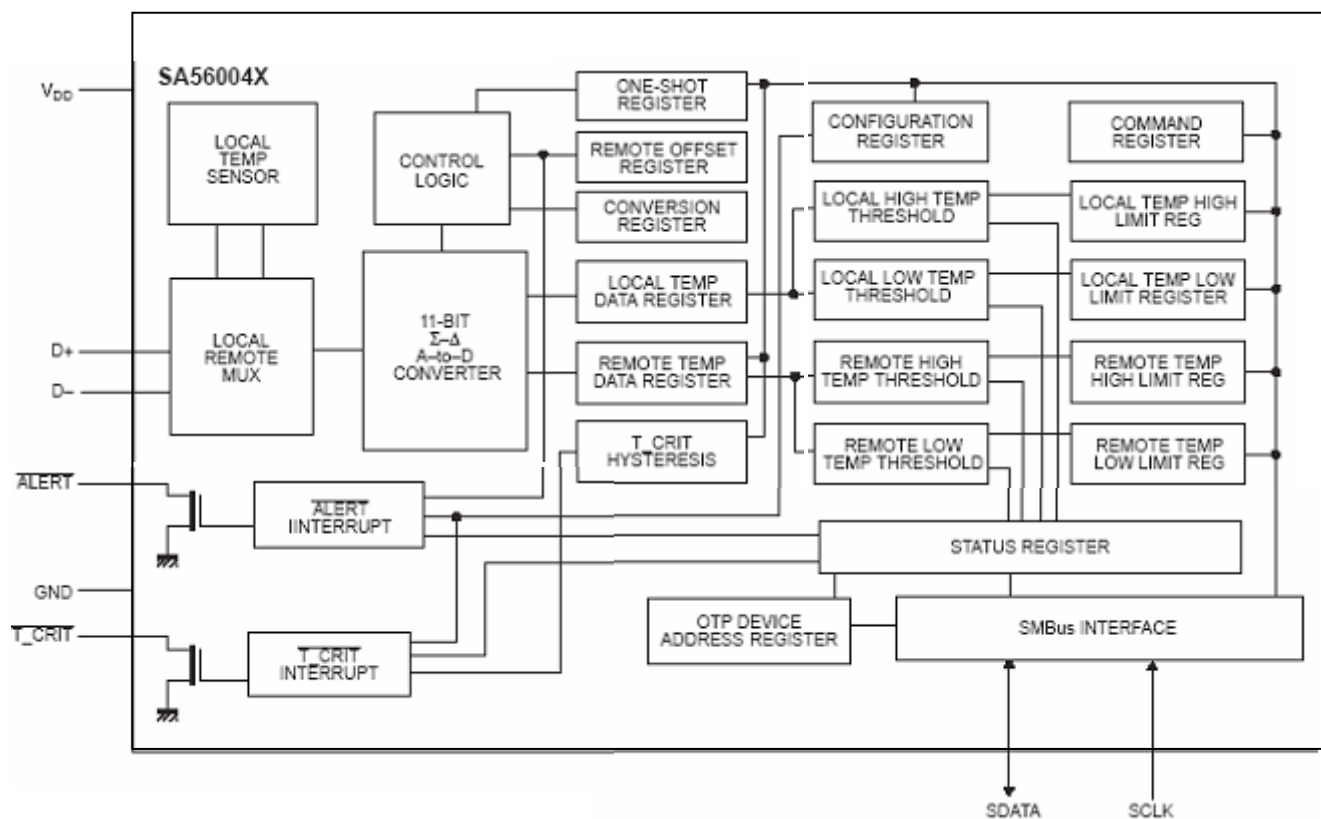 SA56004X
VDD
LOCAL
TEMP
SENSOR
CONTROL
LOGIC
ONE-SHOT
REGISTER
REMOTE OFFSET
REGISTER
CONVERSION
REGISTER
CONFIGURATION
REGISTER
COMMAND
REGISTER
LOCAL HIGH TEMP
THRESHOLD
LOCAL TEMP HIGH
LIMIT REG
D+
D–
LOCAL
REMOTE
MUX
11-BIT
Σ–Δ
A–to–D
CONVERTER
LOCAL TEMP
DATA REGISTER
LOCAL LOW TEMP
THRESHOLD
LOCAL TEMP LOW
LIMIT REGISTER
REMOTE TEMP
DATA REGISTER
REMOTE HIGH
TEMP THRESHOLD
REMOTE TEMP
HIGH LIMIT REG
T_CRIT
HYSTERESIS
REMOTE LOW
TEMP THRESHOLD
REMOTE TEMP
LOW LIMIT REG
ALERT
ALERT
IINTERRUPT
STATUS REGISTER
GND
T_CRIT
T_CRIT
INTERRUPT
OTP DEVICE
ADDRESS REGISTER
SMBus INTERFACE
SDATA
SCLK